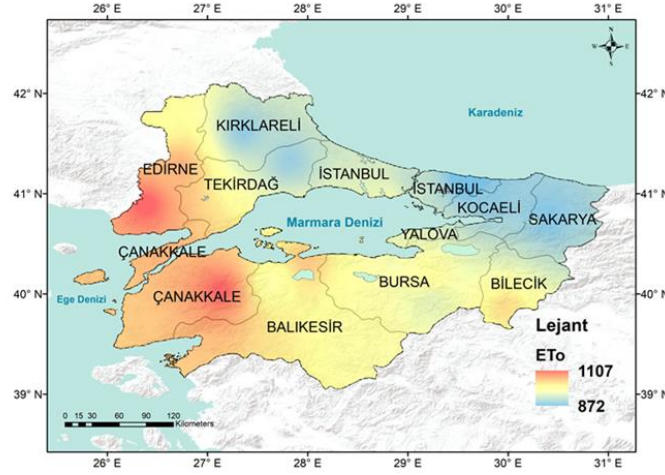 26° E 27° E 28° E 29° E 30° E 31° E
N
W E
S
42° N 42° N
Karadeniz
KIRKLARELİ
EDİRNE
İSTANBUL
TEKİRDAĞ
İSTANBUL
41° N 41° N
KOCAELİ
SAKARYA
Marmara Denizi
YALOVA
ÇANAKKALE
BURSA
BİLECİK
Ege Denizi
ÇANAKKALE
40° N 40° N
BALIKESİR
Lejant
ETo
1107
872
39° N 39° N
0 15 30 60 90 120
Kilometers
26° E 27° E 28° E 29° E 30° E 31° E